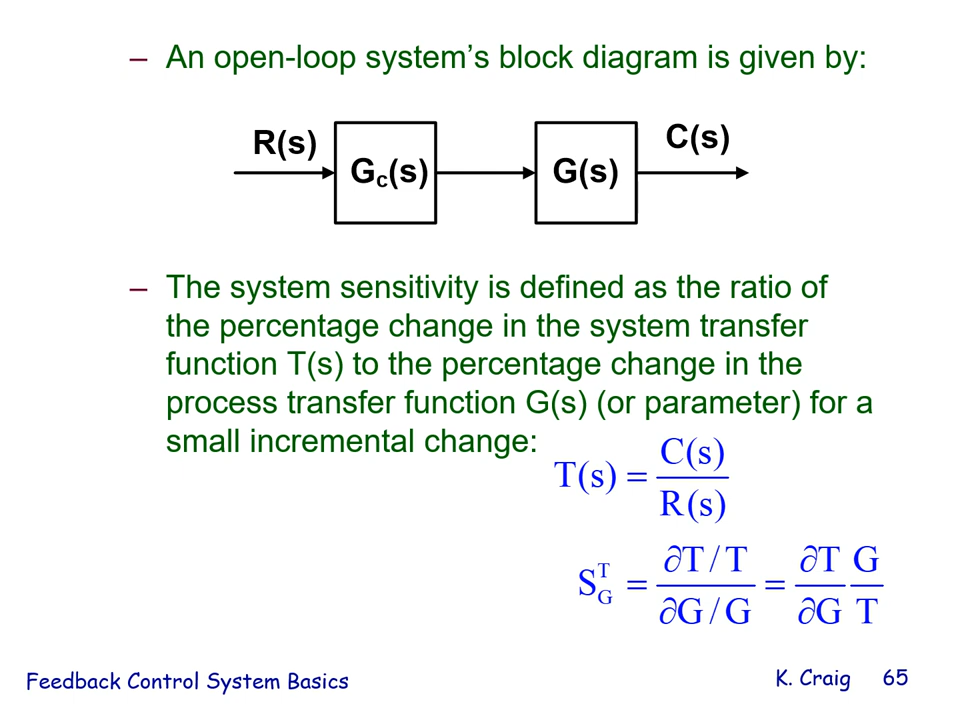 – An open-loop system’s block diagram is given by:
R(s) Gc(s) G(s) C(s)
– The system sensitivity is defined as the ratio of
the percentage change in the system transfer
function T(s) to the percentage change in the
process transfer function G(s) (or parameter) for a
small incremental change:
T(s) = C(s) / R(s)
S_G^T = (∂T / T) / (∂G / G) = (∂T / ∂G) (G / T)
Feedback Control System Basics K. Craig 65